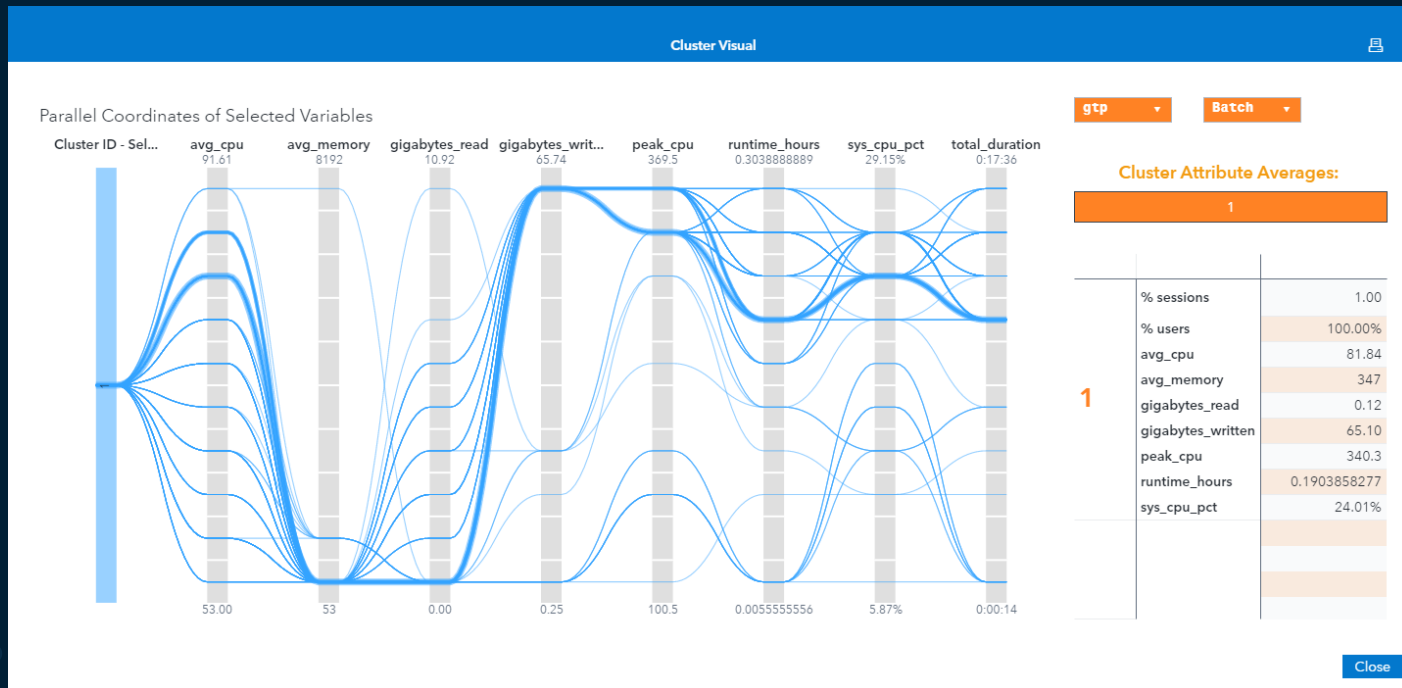 Cluster Visual
gtp
Batch
Parallel Coordinates of Selected Variables
Cluster ID - Sel... avg_cpu avg_memory gigabytes_read gigabytes_writ... peak_cpu runtime_hours sys_cpu_pct total_duration
91.61 8192 10.92 65.74 369.5 0.3038888889 29.15% 0:17:36
53.00 53 0.00 0.25 100.5 0.0055555556 5.87% 0:00:14
Cluster Attribute Averages:
1
1
% sessions 1.00
% users 100.00%
avg_cpu 81.84
avg_memory 347
gigabytes_read 0.12
gigabytes_written 65.10
peak_cpu 340.3
runtime_hours 0.1903858277
sys_cpu_pct 24.01%
Close